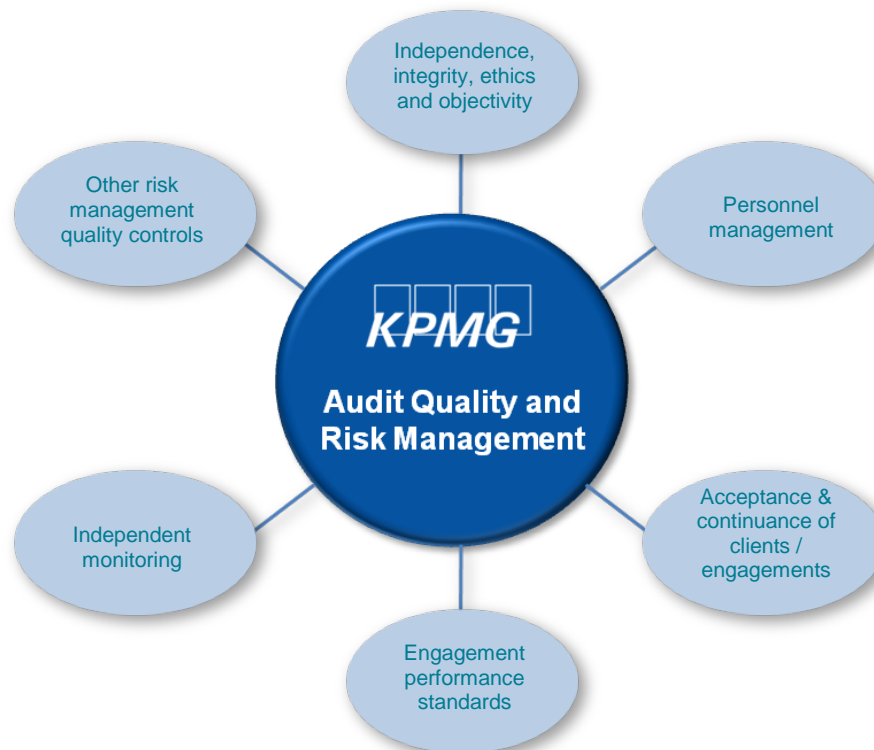 Independence,
integrity, ethics
and objectivity
Other risk
management
quality controls
Personnel
management
KPMG
Audit Quality and
Risk Management
Independent
monitoring
Acceptance &
continuance of
clients /
engagements
Engagement
performance
standards